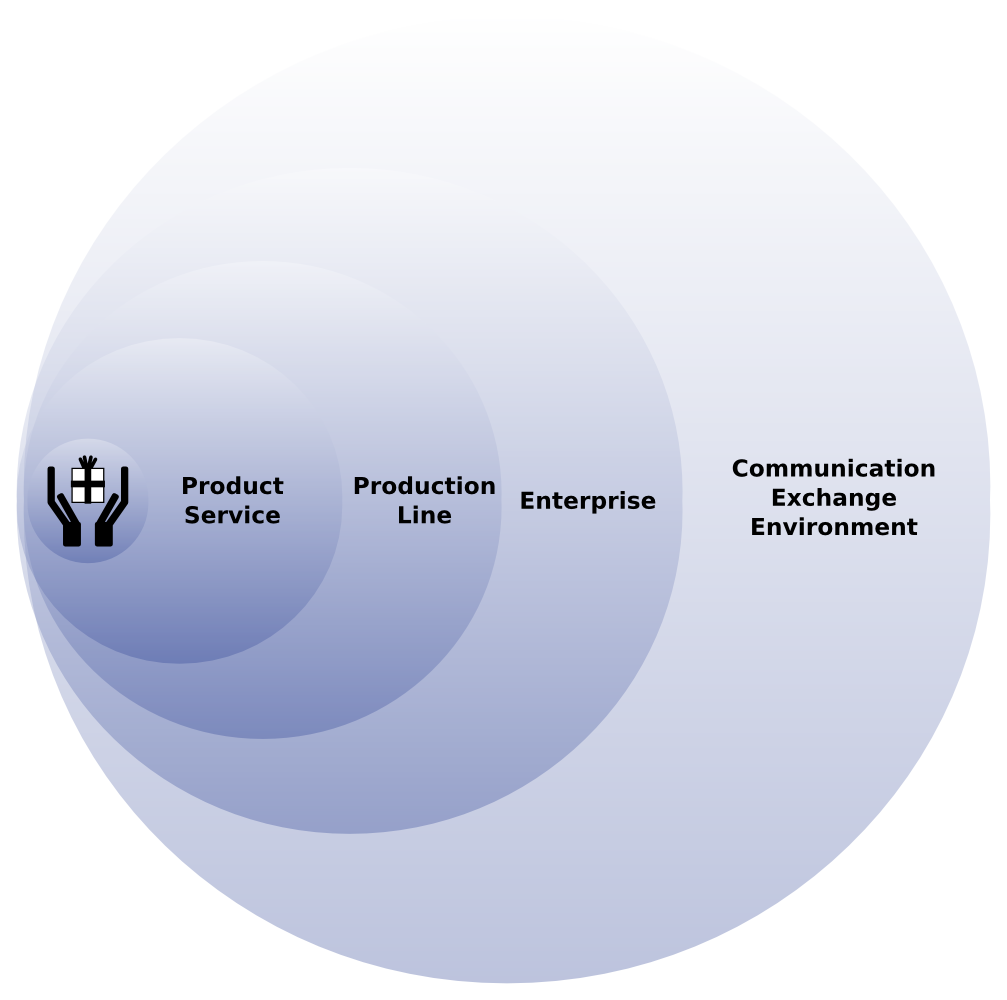 Product
Service
Production
Line
Enterprise
Communication
Exchange
Environment